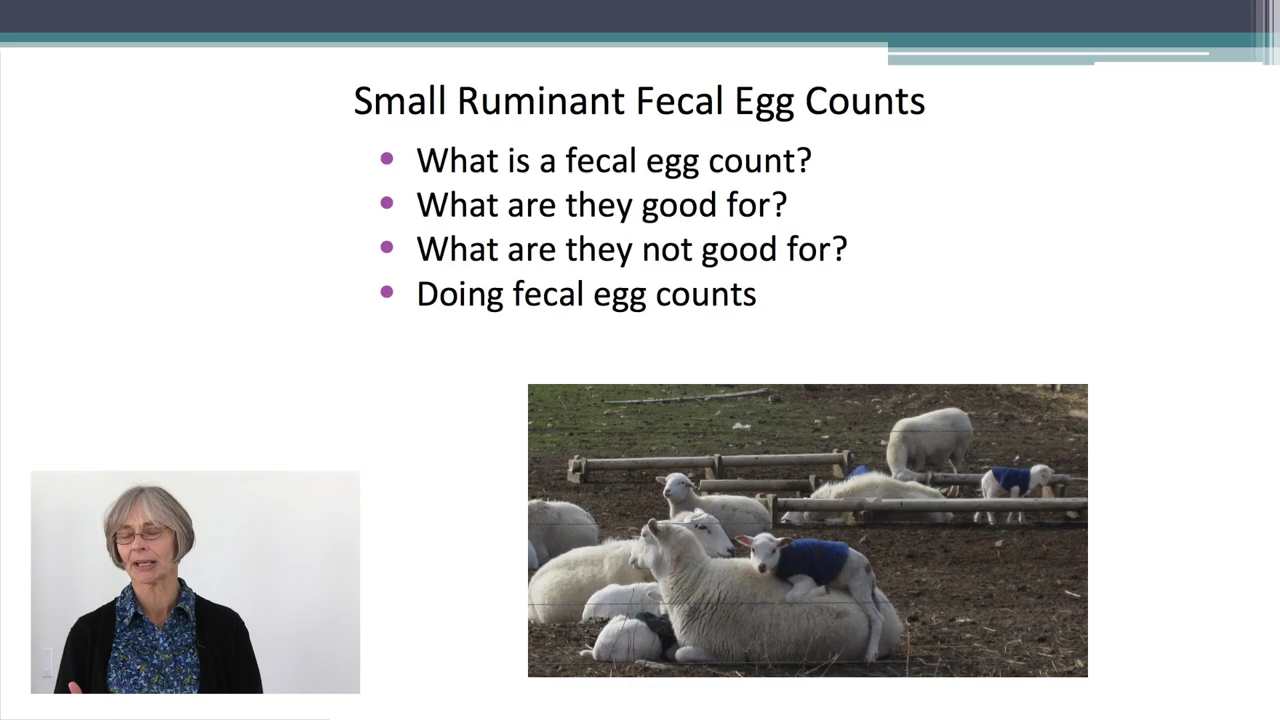 Small Ruminant Fecal Egg Counts
• What is a fecal egg count?
• What are they good for?
• What are they not good for?
• Doing fecal egg counts